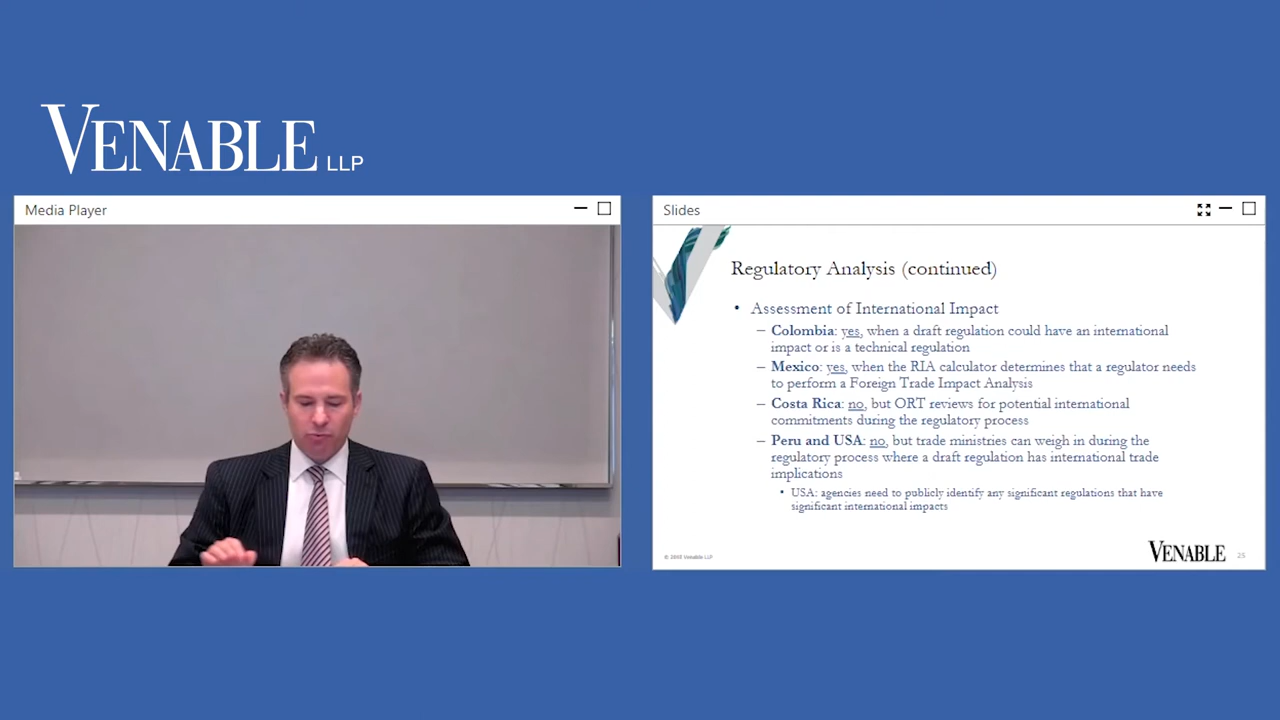 VENABLE LLP
Media Player
Slides
Regulatory Analysis (continued)
• Assessment of International Impact
– Colombia: yes, when a draft regulation could have an international
impact or is a technical regulation
– Mexico: yes, when the RIA calculator determines that a regulator needs
to perform a Foreign Trade Impact Analysis
– Costa Rica: no, but ORT reviews for potential international
commitments during the regulatory process
– Peru and USA: no, but trade ministries can weigh in during the
regulatory process where a draft regulation has international trade
implications
• USA: agencies need to publicly identify any significant regulations that have
significant international impacts
© Venable LLP
VENABLE
25